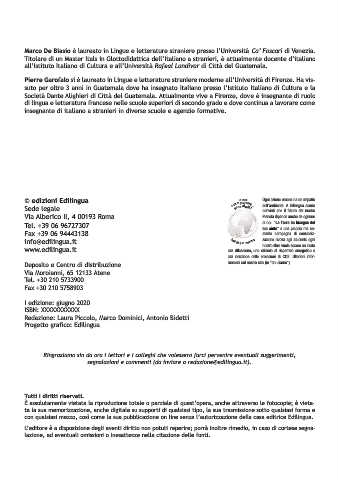 Marco De Biasio è laureato in Lingue e letterature straniere presso l'Università Ca' Foscari di Venezia.
Titolare di un Master Itals in Glottodidattica dell'italiano a stranieri, è attualmente docente d'italiano
all'Istituto Italiano di Cultura e all'Università Rafael Landívar di Città del Guatemala.
Pierre Garofalo si è laureato in Lingue e letterature straniere moderne all'Università di Firenze. Ha vis-
suto per oltre 3 anni in Guatemala dove ha insegnato italiano presso l'Istituto Italiano di Cultura e la
Società Dante Alighieri di Città del Guatemala. Attualmente vive a Firenze, dove è insegnante di ruolo
di lingua e letteratura francese nelle scuole superiori di secondo grado e dove continua a lavorare come
insegnante di italiano a stranieri in diverse scuole e agenzie formative.
© edizioni Edilingua
Sede legale
Via Alberico II, 4 00193 Roma
Tel. +39 06 96727307
Fax +39 06 94443138
info@edilingua.it
www.edilingua.it
Deposito e Centro di distribuzione
Via Moroianni, 65 12133 Atene
Tel. +30 210 5733900
Fax +30 210 5758903
I edizione: giugno 2020
ISBN: XXXXXXXXXX
Redazione: Laura Piccolo, Marco Dominici, Antonio Bidetti
Progetto grafico: Edilingua
Ringraziamo sin da ora i lettori e i colleghi che volessero farci pervenire eventuali suggerimenti,
segnalazioni e commenti (da inviare a redazione@edilingua.it).
Tutti i diritti riservati.
È assolutamente vietata la riproduzione totale o parziale di quest'opera, anche attraverso le fotocopie; è vieta-
ta la sua memorizzazione, anche digitale su supporti di qualsiasi tipo, la sua trasmissione sotto qualsiasi forma e
con qualsiasi mezzo, così come la sua pubblicazione on line senza l'autorizzazione della casa editrice Edilingua.
L'editore è a disposizione degli aventi diritto non potuti reperire; porrà inoltre rimedio, in caso di cortese segna-
lazione, ad eventuali omissioni o inesattezze nella citazione delle fonti.